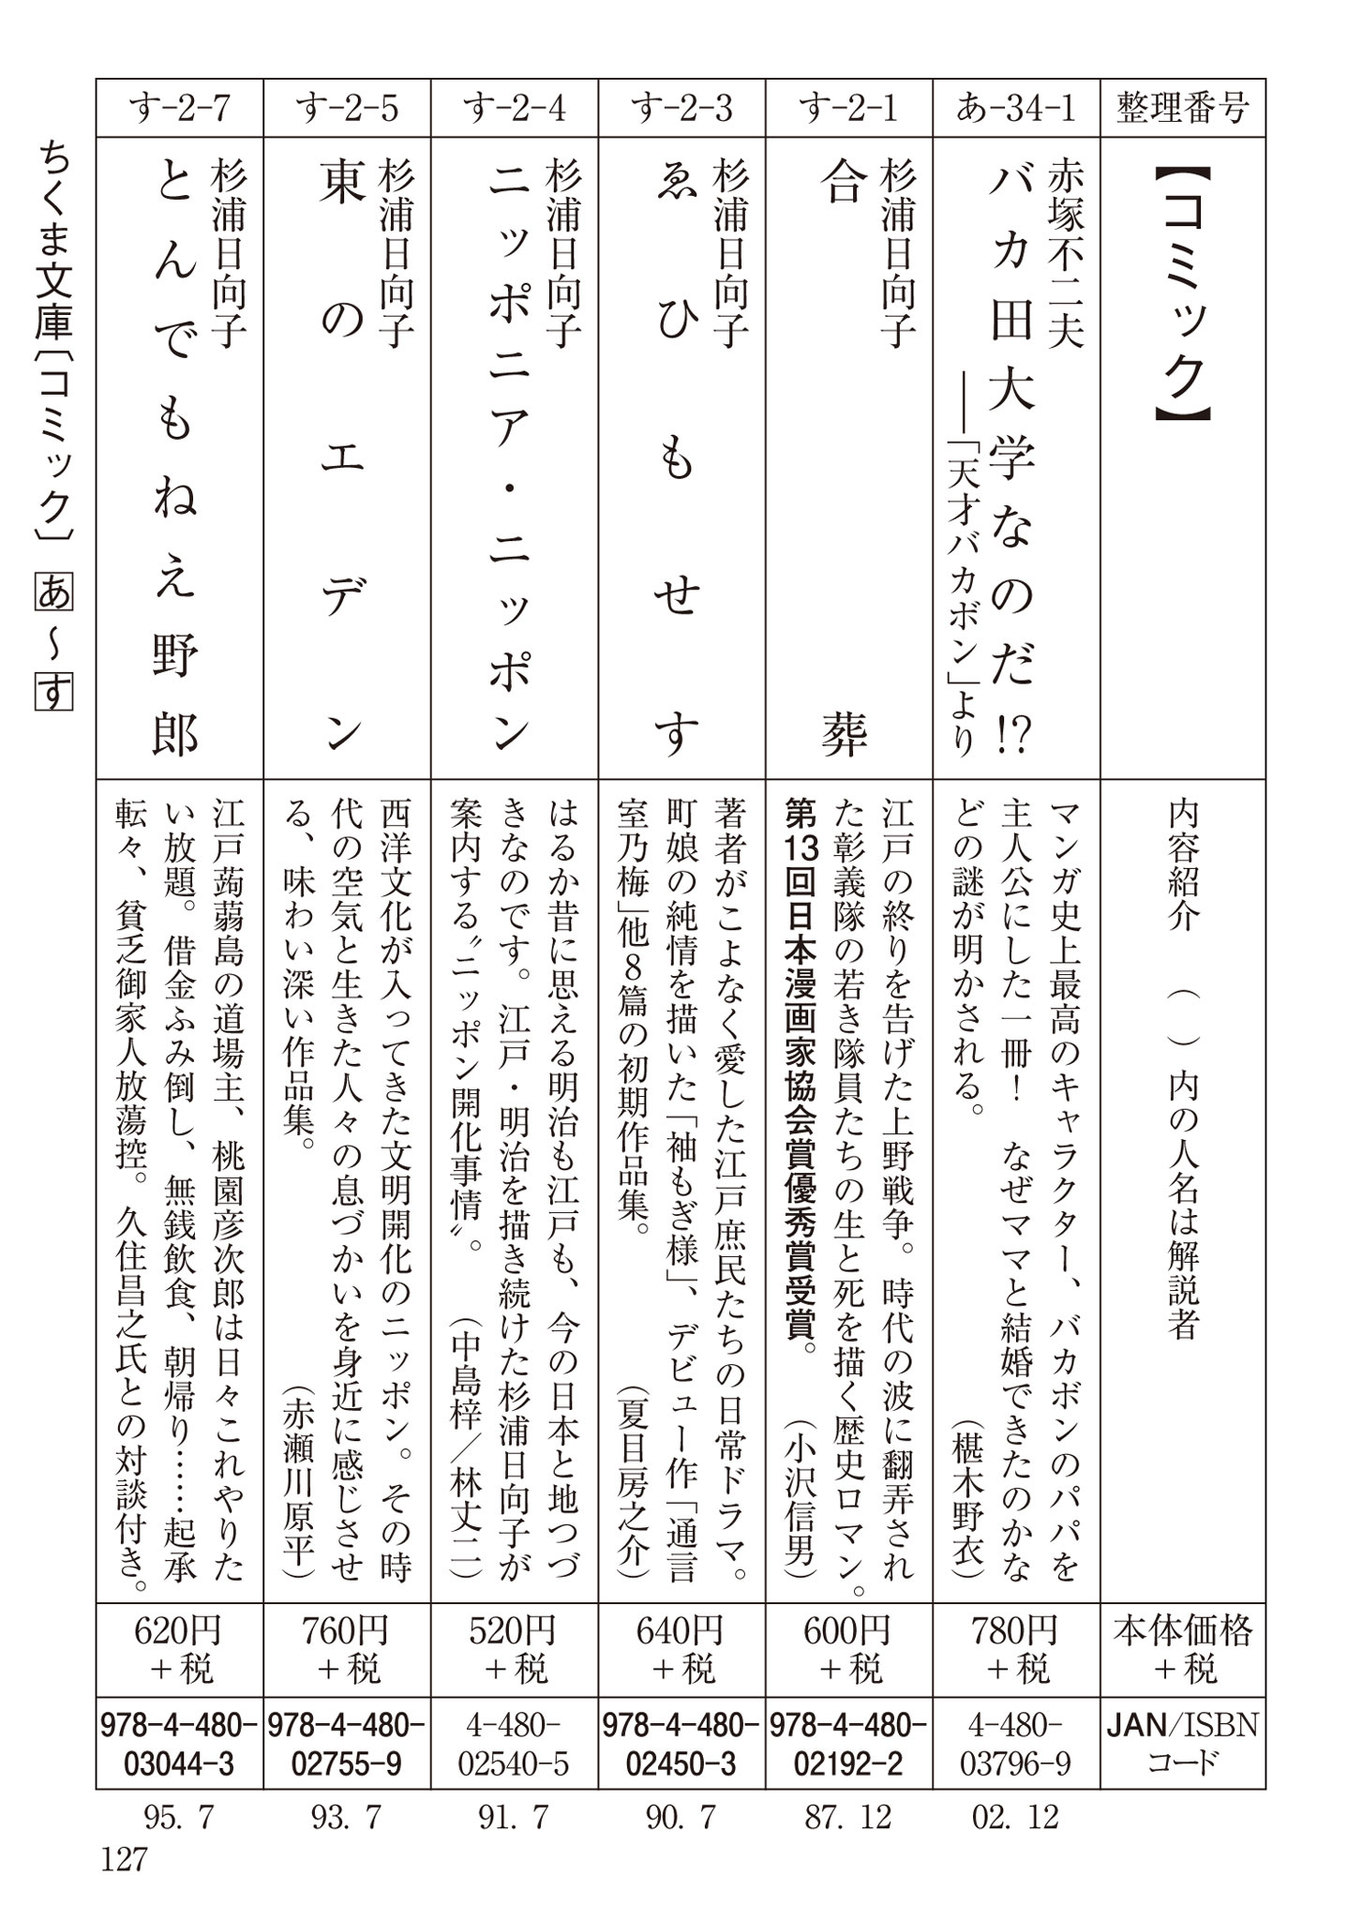 整理番号
【コミック】
内容紹介　（　）内の人名は解説者
本体価格
＋税
JAN/ISBN
コード
あ-34-1
赤塚不二夫
バカ田大学なのだ!?
――「天才バカボン」より
マンガ史上最高のキャラクター、バカボンのパパを
主人公にした一冊！　なぜママと結婚できたのかな
どの謎が明かされる。　（椹木野衣）
780円
＋税
4-480-
03796-9
02. 12
す-2-1
杉浦日向子
合葬
江戸の終りを告げた上野戦争。時代の波に翻弄され
た彰義隊の若き隊員たちの生と死を描く歴史ロマン。
第13回日本漫画家協会賞優秀賞受賞。　（小沢信男）
600円
＋税
978-4-480-
02192-2
87. 12
す-2-3
杉浦日向子
ゑひもせす
著者がこよなく愛した江戸庶民たちの日常ドラマ。
町娘の純情を描いた「袖もぎ様」、デビュー作「通言
室乃梅」他8篇の初期作品集。　（夏目房之介）
640円
＋税
978-4-480-
02450-3
90. 7
す-2-4
杉浦日向子
ニッポニア・ニッポン
はるか昔に思える明治も江戸も、今の日本と地つづ
きなのです。江戸・明治を描き続けた杉浦日向子が
案内する〝ニッポン開化事情〟。　（中島梓／林丈二）
520円
＋税
4-480-
02540-5
91. 7
す-2-5
杉浦日向子
東のエデン
西洋文化が入ってきた文明開化のニッポン。その時
代の空気と生きた人々の息づかいを身近に感じさせ
る、味わい深い作品集。　（赤瀬川原平）
760円
＋税
978-4-480-
02755-9
93. 7
す-2-7
杉浦日向子
とんでもねえ野郎
江戸蒟蒻島の道場主、桃園彦次郎は日々これやりた
い放題。借金ふみ倒し、無銭飲食、朝帰り……起承
転々、貧乏御家人放蕩控。久住昌之氏との対談付き。
620円
＋税
978-4-480-
03044-3
95. 7
ちくま文庫〔コミック〕　あ～す
127